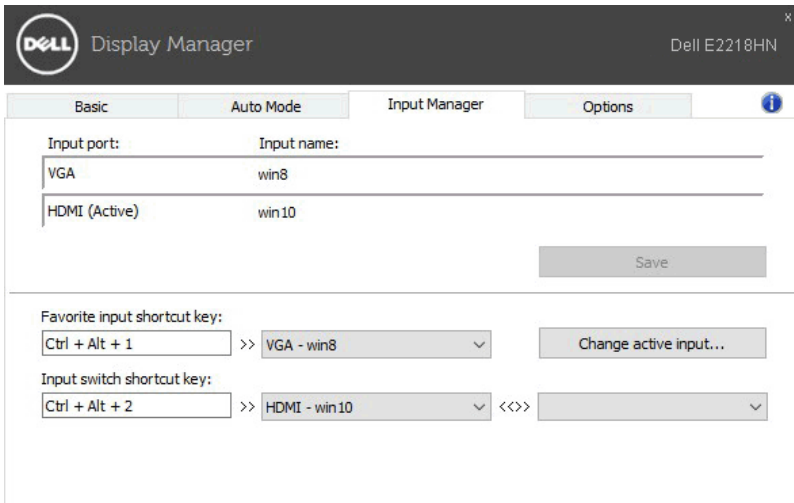 DELL Display Manager
x
Dell E2218HN
Basic Auto Mode Input Manager Options i
Input port: Input name:
VGA win8
HDMI (Active) win10
Save
Favorite input shortcut key:
Ctrl + Alt + 1 >> VGA - win8 Change active input...
Input switch shortcut key:
Ctrl + Alt + 2 >> HDMI - win10 <<>>